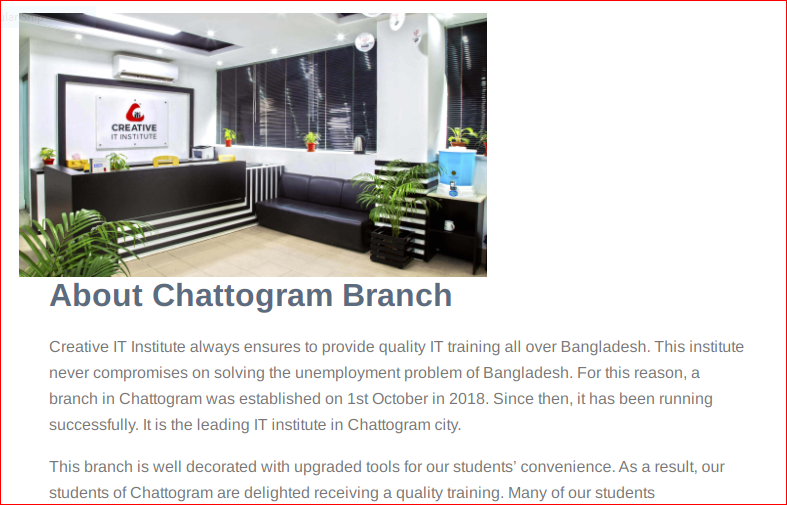 CREATIVE
IT INSTITUTE
About Chattogram Branch
Creative IT Institute always ensures to provide quality IT training all over Bangladesh. This institute
never compromises on solving the unemployment problem of Bangladesh. For this reason, a
branch in Chattogram was established on 1st October in 2018. Since then, it has been running
successfully. It is the leading IT institute in Chattogram city.
This branch is well decorated with upgraded tools for our students’ convenience. As a result, our
students of Chattogram are delighted receiving a quality training. Many of our students